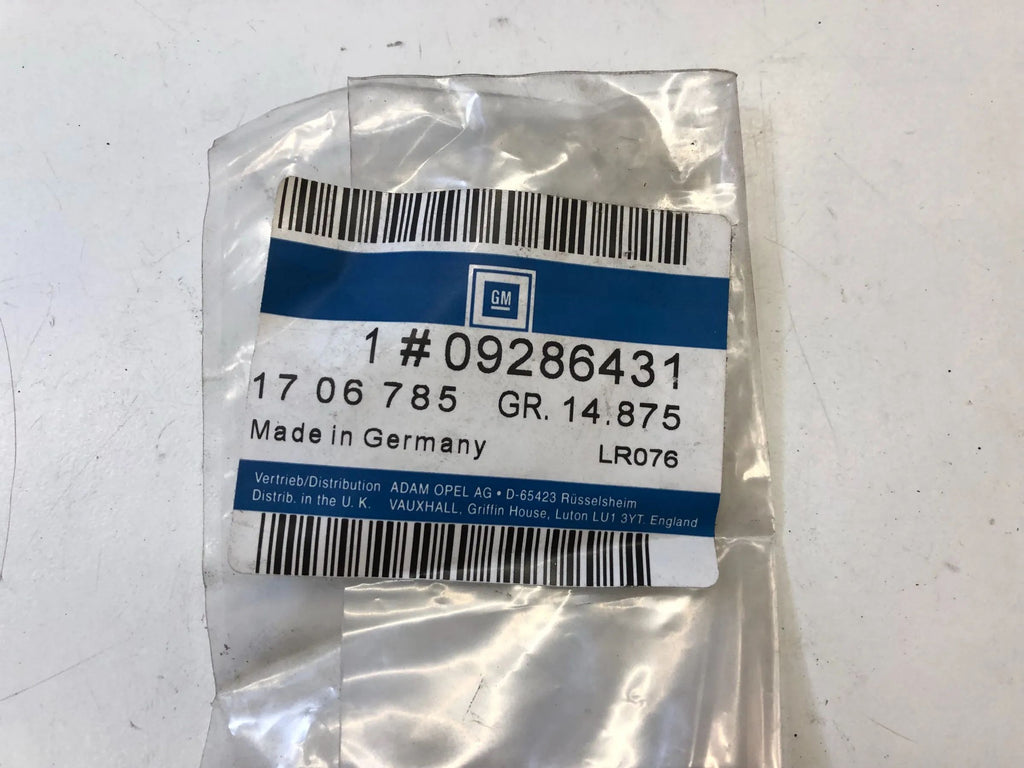 GM
1 # 09286431
17 06 785 GR. 14.875
Made in Germany LR076
Vertrieb/Distribution ADAM OPEL AG • D-65423 Rüsselsheim
Distrib. in the U. K. VAUXHALL, Griffin House, Luton LU1 3YT. England